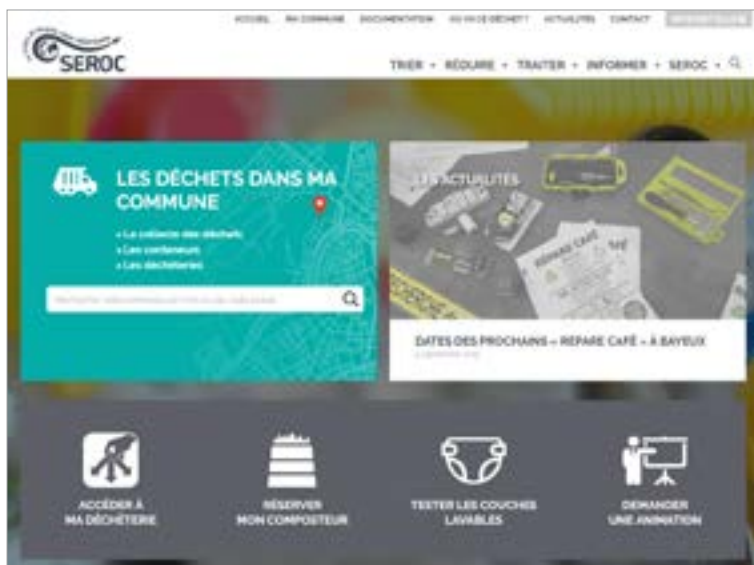 ACCUEIL MA COMMUNE DOCUMENTATION OÙ VA CE DÉCHET ? ACTUALITÉS CONTACT
SEROC
TRIER RÉDUIRE TRAITER INFORMER SEROC
LES DÉCHETS DANS MA
COMMUNE
La collecte des déchets
Les conteneurs
Les déchèteries
LES ACTUALITÉS
REPARE CAFÉ
DATES DES PROCHAINS « REPARE CAFÉ » À BAYEUX
ACCÉDER À
MA DÉCHÈTERIE
RÉSERVER
MON COMPOSTEUR
TESTER LES COUCHES
LAVABLES
DEMANDER
UNE ANIMATION